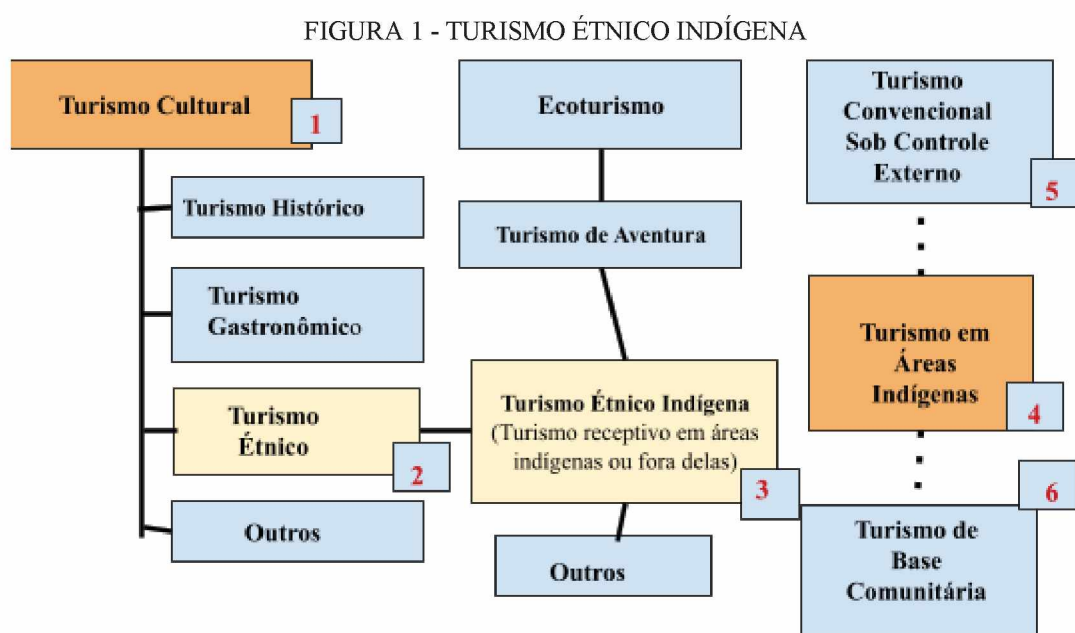 FIGURA 1 - TURISMO ÉTNICO INDÍGENA
Turismo Cultural
1
Turismo Histórico
Turismo
Gastronômico
Turismo
Étnico
2
Outros
Ecoturismo
Turismo de Aventura
Turismo Étnico Indígena
(Turismo receptivo em áreas
indígenas ou fora delas)
3
Outros
Turismo
Convencional
Sob Controle
Externo
5
Turismo em
Áreas
Indígenas
4
6
Turismo de
Base
Comunitária